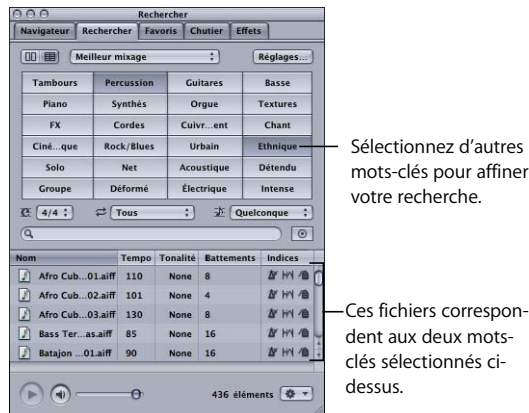 Rechercher
Navigateur Rechercher Favoris Chutier Effets
Meilleur mixage Réglages...
Tambours Percussion Guitares Basse
Piano Synthés Orgue Textures
FX Cordes Cuivr...ent Chant
Ciné...que Rock/Blues Urbain Ethnique
Solo Net Acoustique Détendu
Groupe Déformé Électrique Intense
4/4 Tous Quelconque
Nom Tempo Tonalité Battements Indices
Afro Cub...01.aiff 110 None 8
Afro Cub...02.aiff 101 None 4
Afro Cub...03.aiff 130 None 8
Bass Ter...as.aiff 85 None 16
Batajon ...01.aiff 90 None 16
436 éléments
Sélectionnez d'autres
mots-clés pour affiner
votre recherche.
Ces fichiers correspon-
dent aux deux mots-
clés sélectionnés ci-
dessus.